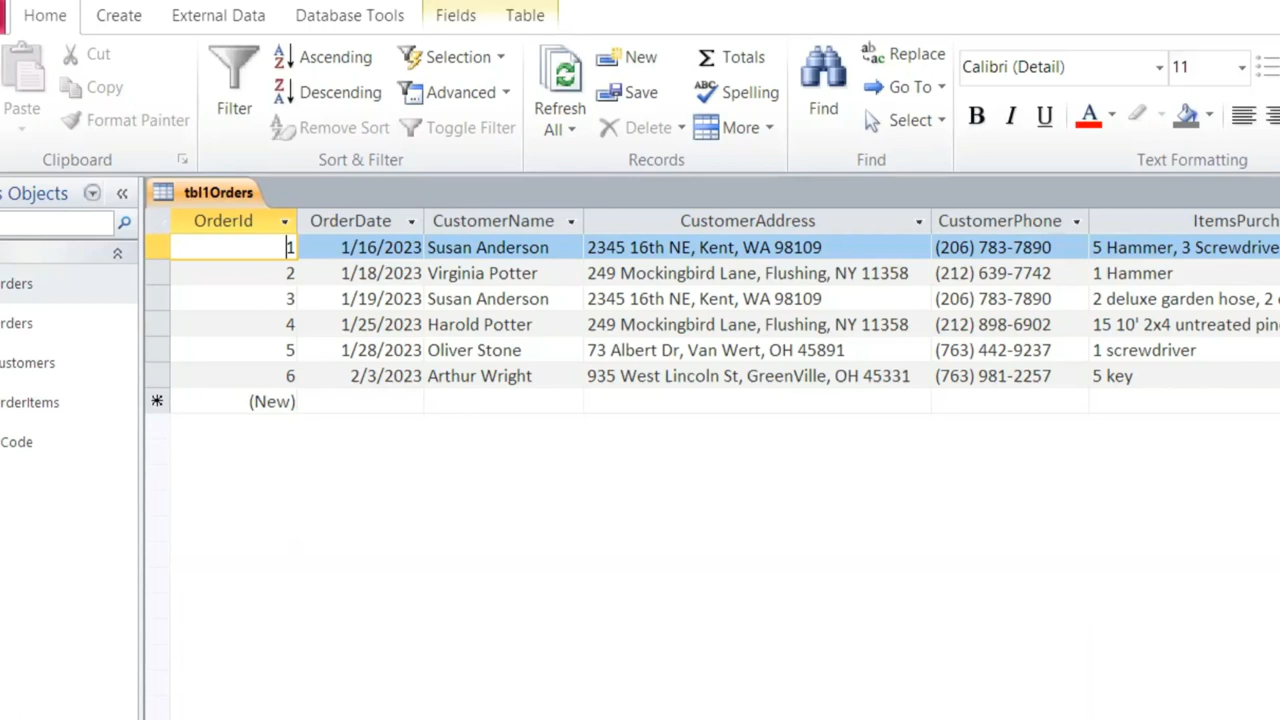 Home Create External Data Database Tools Fields Table
Cut
Copy
Format Painter
Paste
Clipboard
Filter
Ascending
Descending
Remove Sort
Selection
Advanced
Toggle Filter
Sort & Filter
Refresh
All
New
Save
Delete
Totals
Spelling
More
Records
Find
Replace
Go To
Select
Find
Calibri (Detail) 11
B I U A
Text Formatting
s Objects
rders
rders
ustomers
rderItems
Code
tbl1Orders
OrderId OrderDate CustomerName CustomerAddress CustomerPhone ItemsPurch
1 1/16/2023 Susan Anderson 2345 16th NE, Kent, WA 98109 (206) 783-7890 5 Hammer, 3 Screwdrive
2 1/18/2023 Virginia Potter 249 Mockingbird Lane, Flushing, NY 11358 (212) 639-7742 1 Hammer
3 1/19/2023 Susan Anderson 2345 16th NE, Kent, WA 98109 (206) 783-7890 2 deluxe garden hose, 2
4 1/25/2023 Harold Potter 249 Mockingbird Lane, Flushing, NY 11358 (212) 898-6902 15 10' 2x4 untreated pin
5 1/28/2023 Oliver Stone 73 Albert Dr, Van Wert, OH 45891 (763) 442-9237 1 screwdriver
6 2/3/2023 Arthur Wright 935 West Lincoln St, GreenVille, OH 45331 (763) 981-2257 5 key
(New)